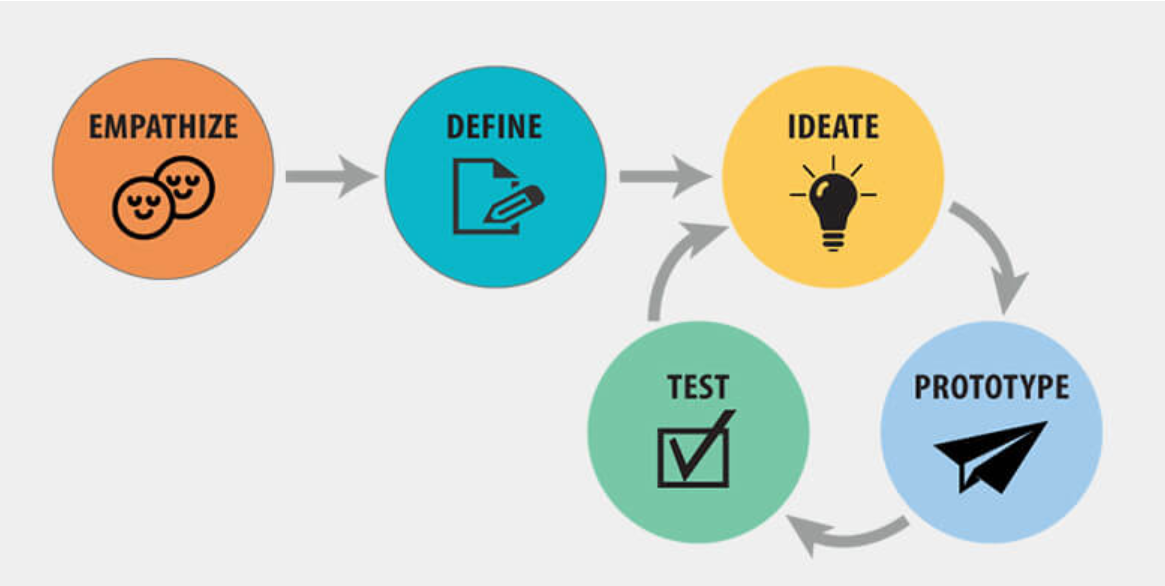 EMPATHIZE
DEFINE
IDEATE
TEST
PROTOTYPE